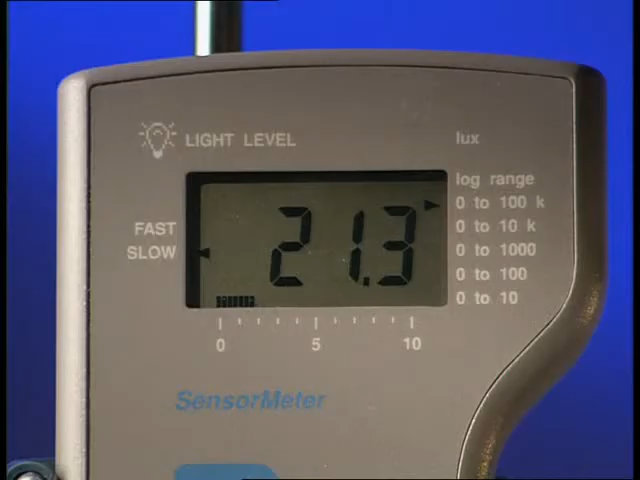 LIGHT LEVEL
lux
log range
0 to 100 k
0 to 10 k
0 to 1000
0 to 100
0 to 10
FAST
SLOW
21.3
0 5 10
SensorMeter